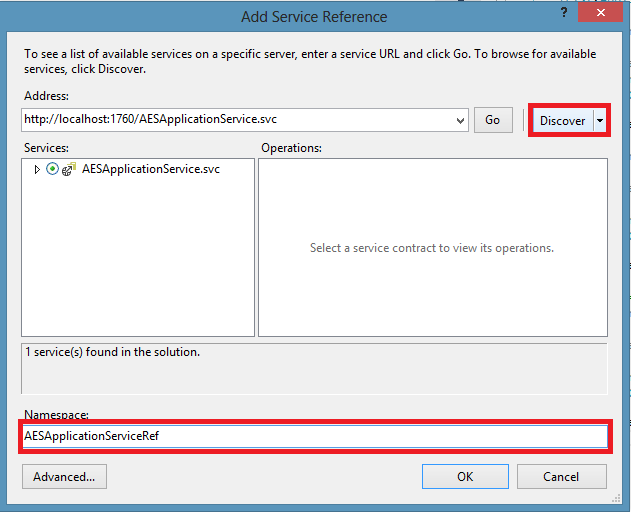 Add Service Reference
?
To see a list of available services on a specific server, enter a service URL and click Go. To browse for available
services, click Discover.
Address:
http://localhost:1760/AESApplicationService.svc
Go
Discover
Services:
Operations:
AESApplicationService.svc
Select a service contract to view its operations.
1 service(s) found in the solution.
Namespace:
AESApplicationServiceRef
Advanced...
OK
Cancel